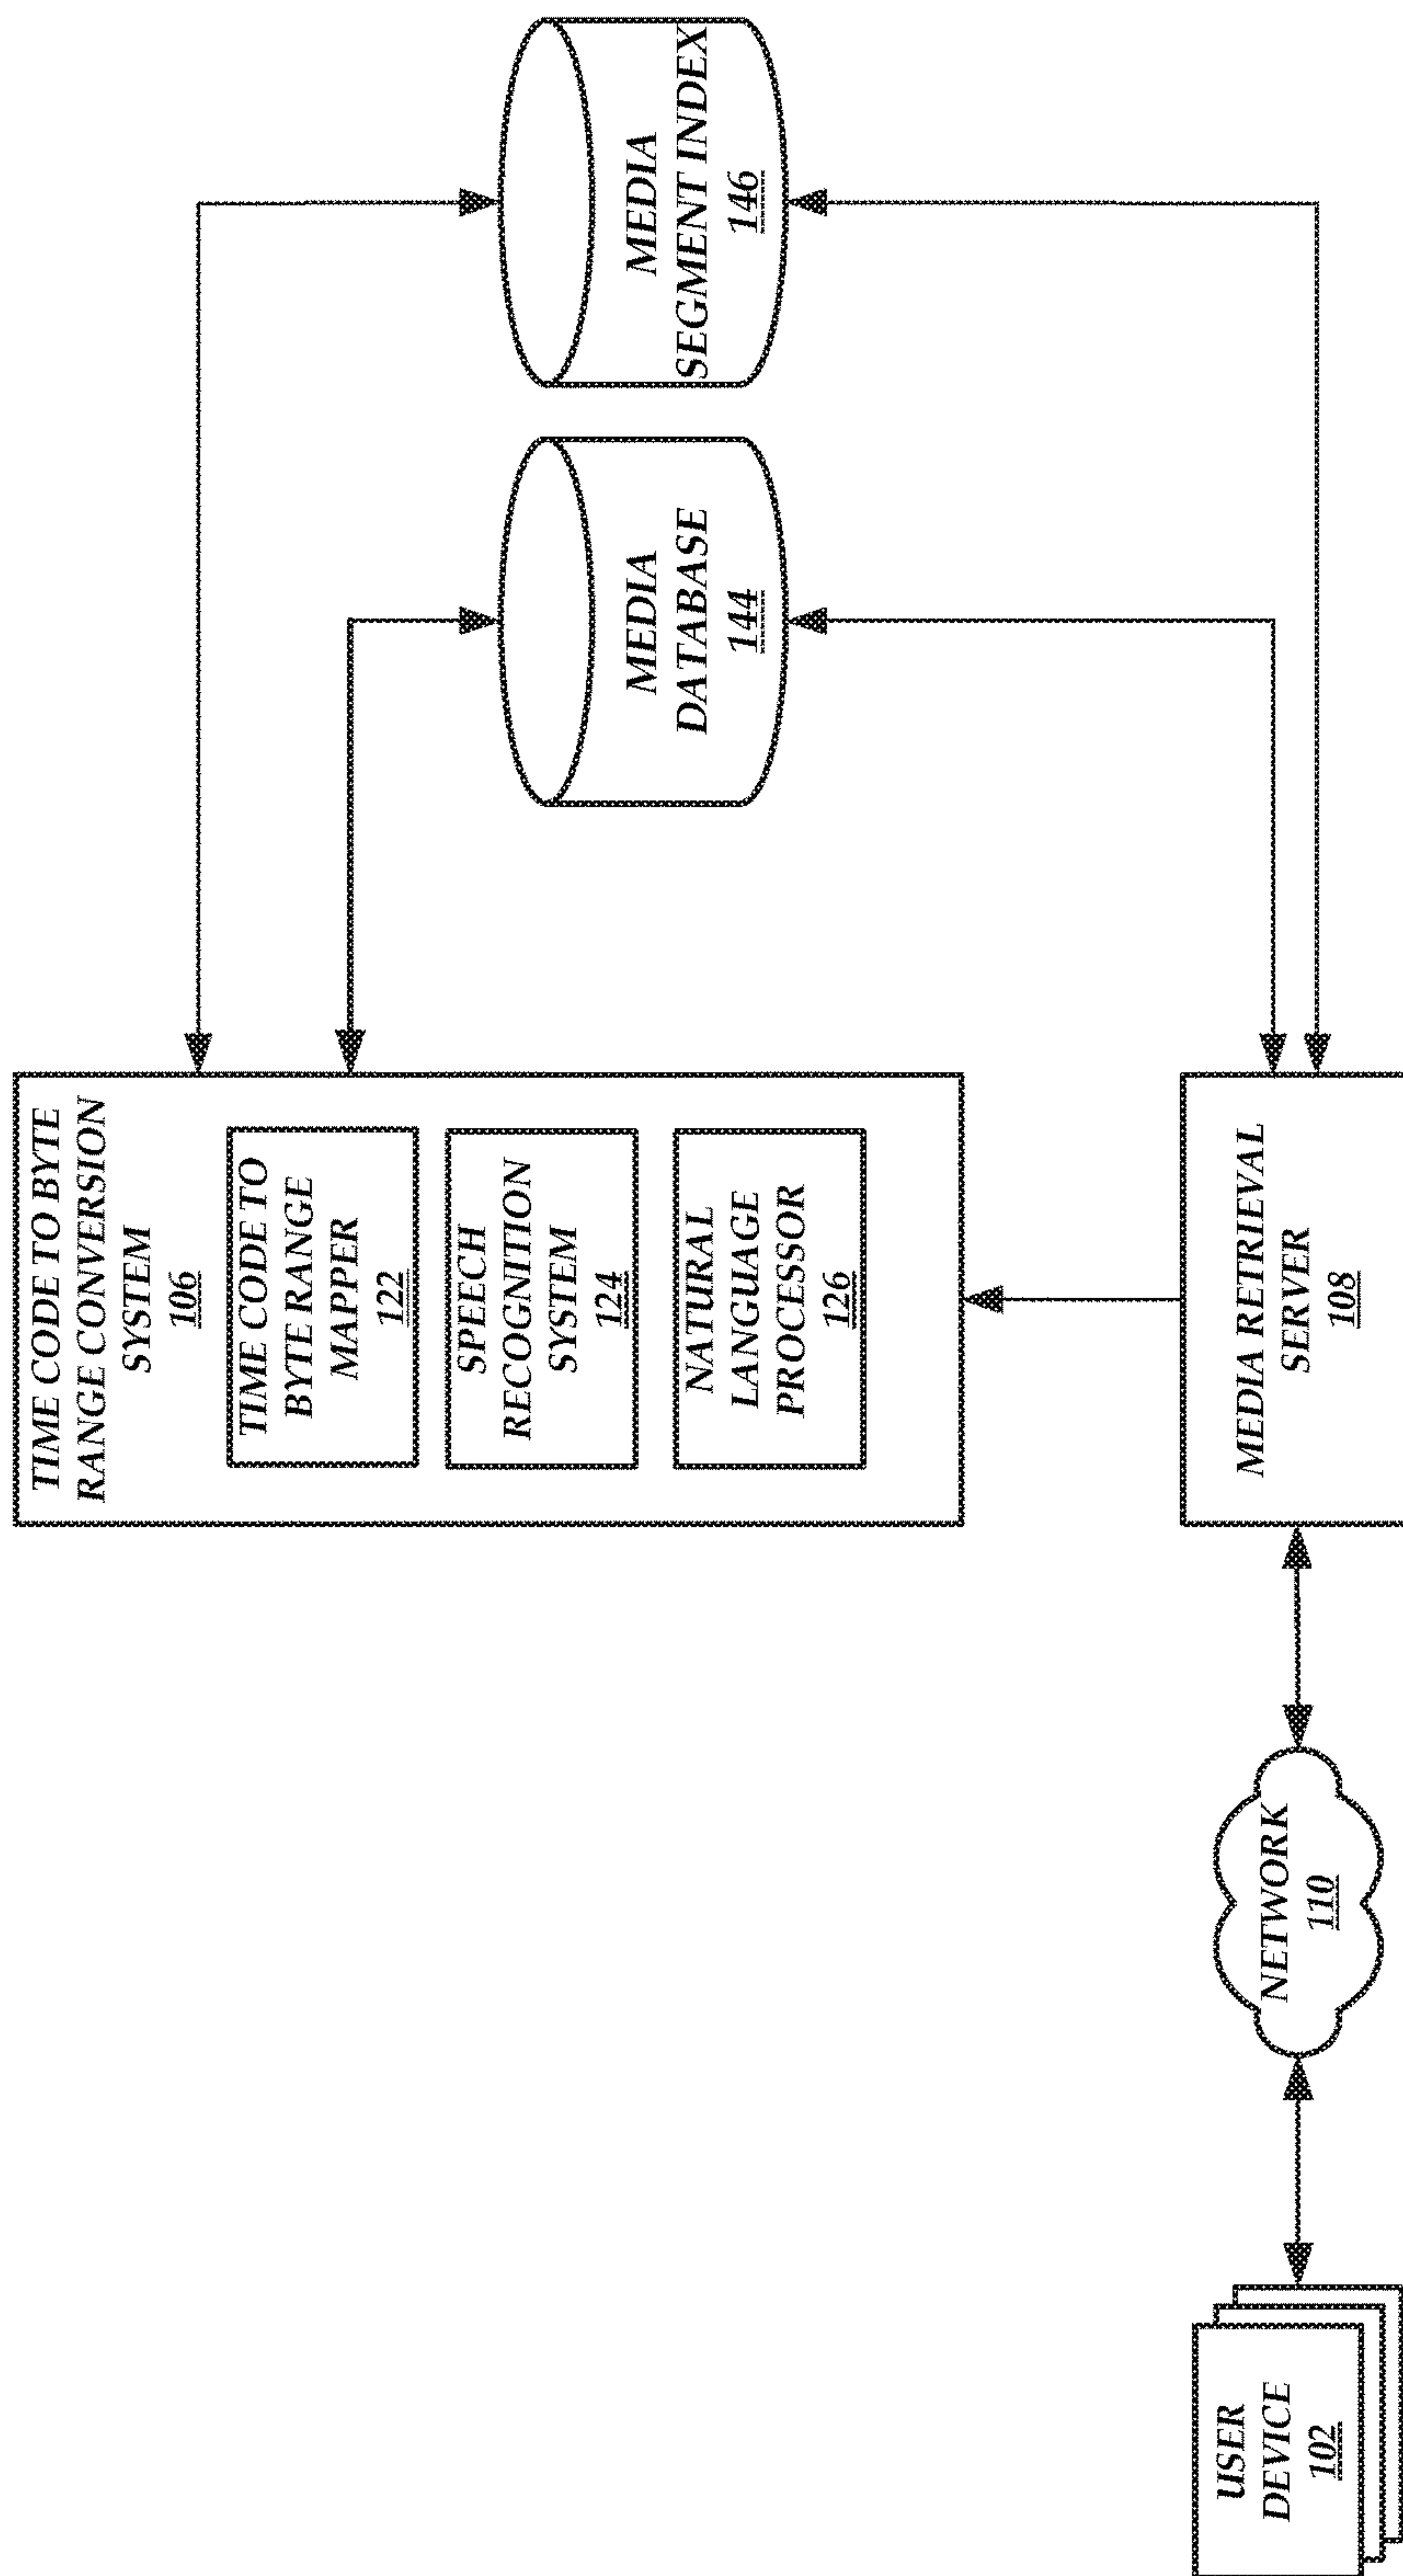 TIME CODE TO BYTE
RANGE CONVERSION
SYSTEM
106
TIME CODE TO
BYTE RANGE
MAPPER
122
SPEECH
RECOGNITION
SYSTEM
124
NATURAL
LANGUAGE
PROCESSOR
126
MEDIA
DATABASE
144
MEDIA
SEGMENT INDEX
146
USER
DEVICE
102
NETWORK
110
MEDIA RETRIEVAL
SERVER
108